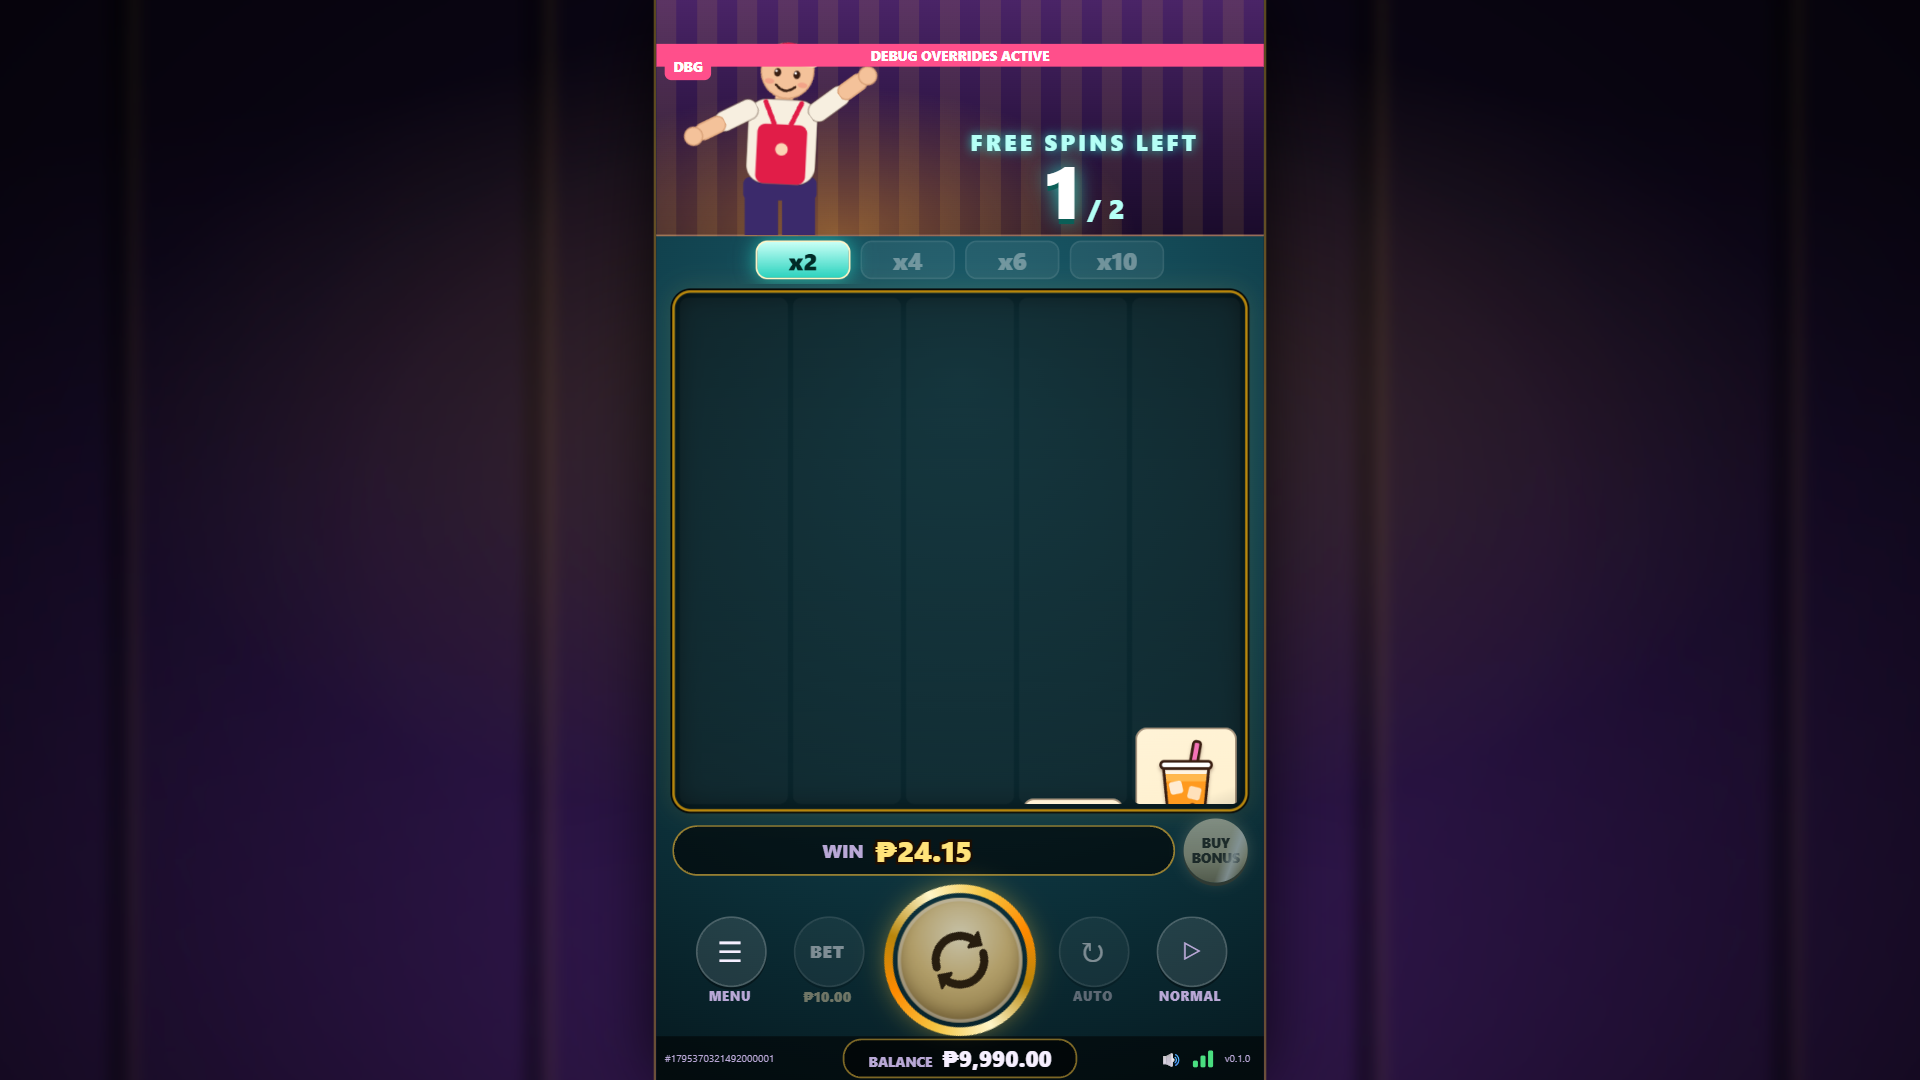 DEBUG OVERRIDES ACTIVE
DBG
FREE SPINS LEFT
1 / 2
x2 x4 x6 x10
WIN ₱24.15
BUY BONUS
BET
MENU ₱10.00 AUTO NORMAL
#1795370321492000001
BALANCE ₱9,990.00
v0.1.0